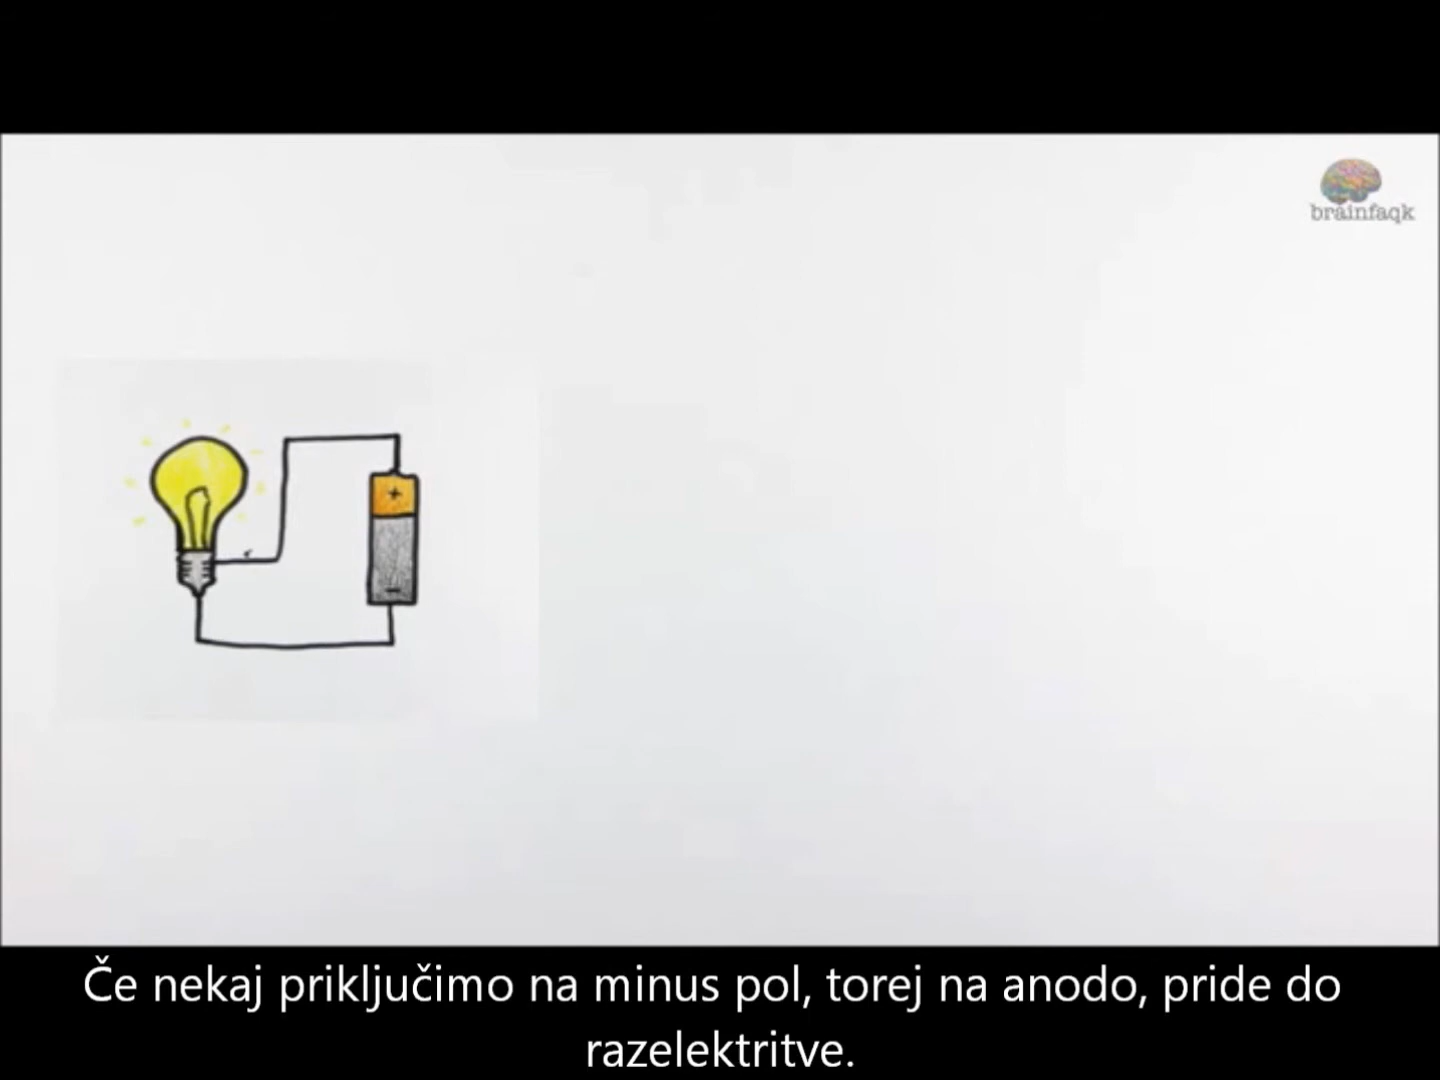 brainfaqk
+
-
Če nekaj priključimo na minus pol, torej na anodo, pride do
razelektritve.